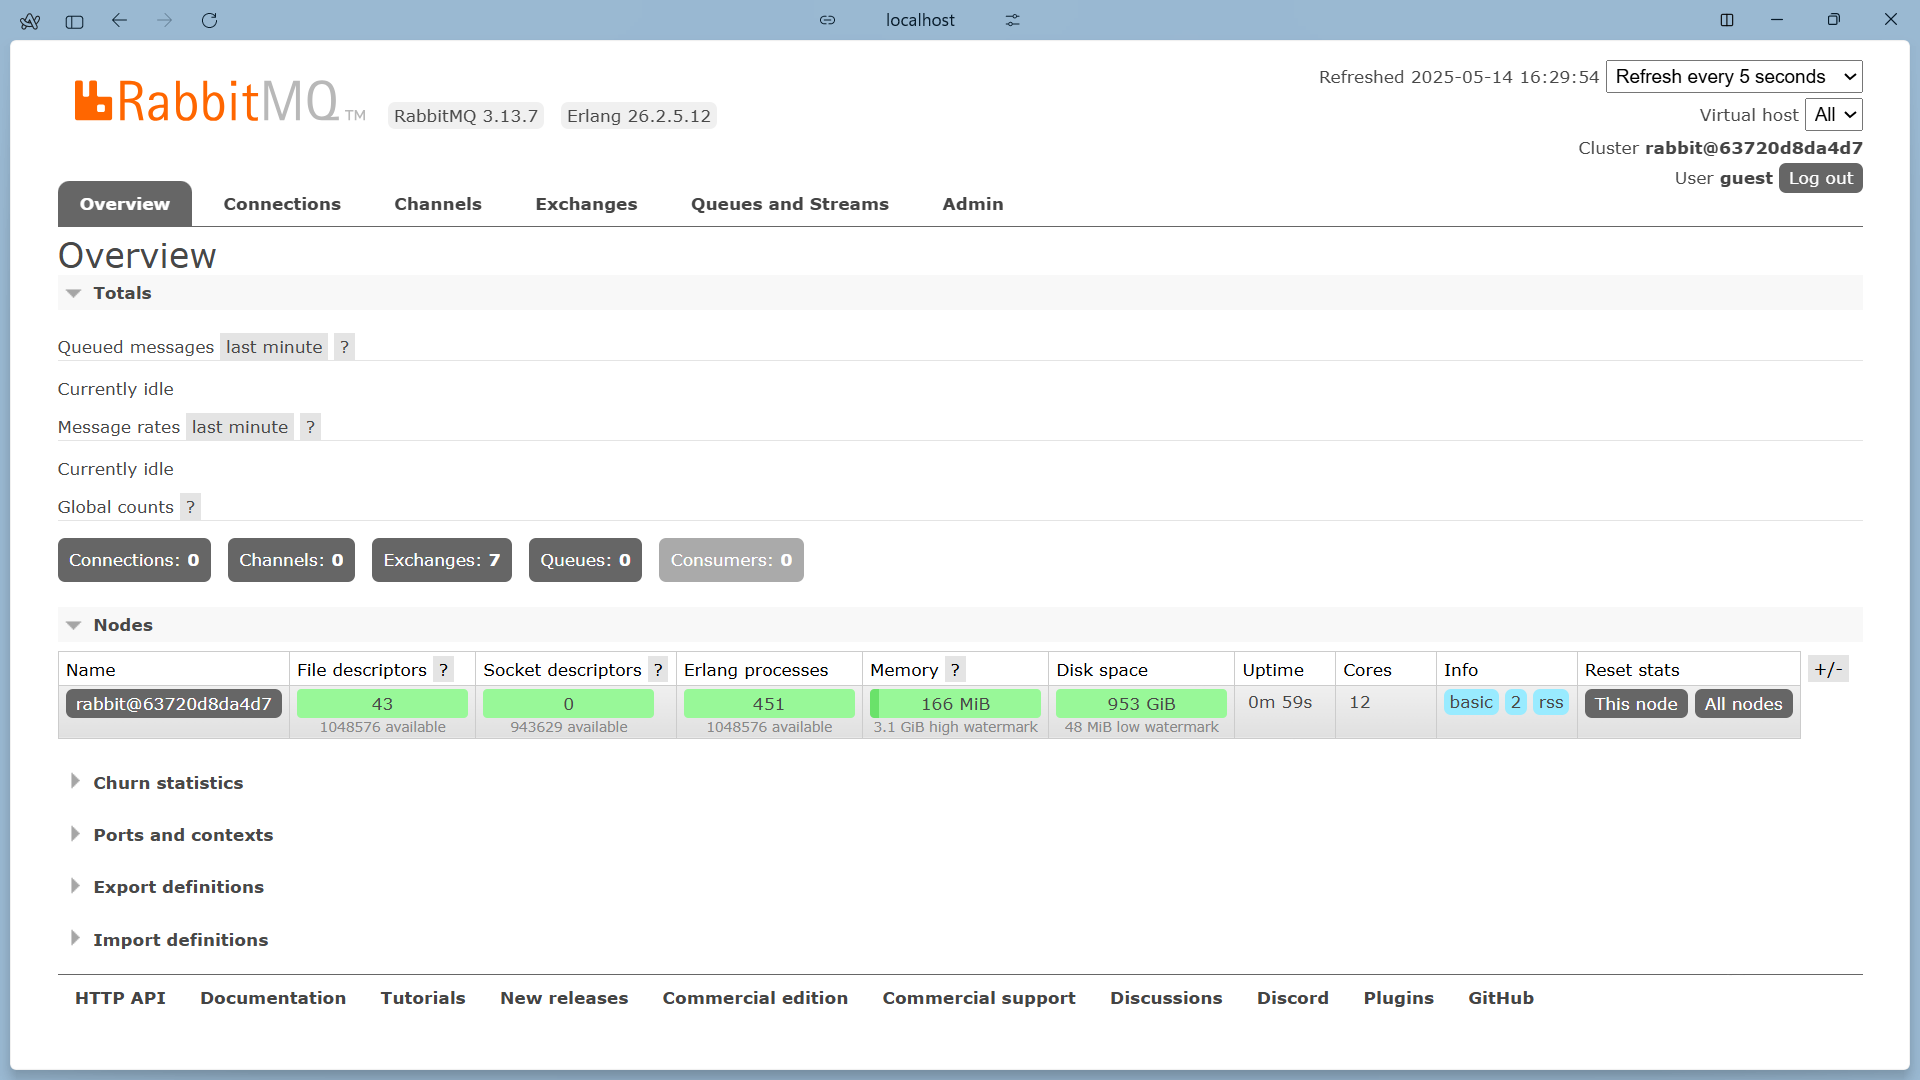 localhost
RabbitMQ TM RabbitMQ 3.13.7 Erlang 26.2.5.12
Refreshed 2025-05-14 16:29:54 Refresh every 5 seconds
Virtual host All
Cluster rabbit@63720d8da4d7
User guest Log out
Overview Connections Channels Exchanges Queues and Streams Admin
Overview
Totals
Queued messages last minute ?
Currently idle
Message rates last minute ?
Currently idle
Global counts ?
Connections: 0 Channels: 0 Exchanges: 7 Queues: 0 Consumers: 0
Nodes
Name File descriptors ? Socket descriptors ? Erlang processes Memory ? Disk space Uptime Cores Info Reset stats +/-
rabbit@63720d8da4d7 43 0 451 166 MiB 953 GiB 0m 59s 12 basic 2 rss This node All nodes
1048576 available 943629 available 1048576 available 3.1 GiB high watermark 48 MiB low watermark
Churn statistics
Ports and contexts
Export definitions
Import definitions
HTTP API Documentation Tutorials New releases Commercial edition Commercial support Discussions Discord Plugins GitHub